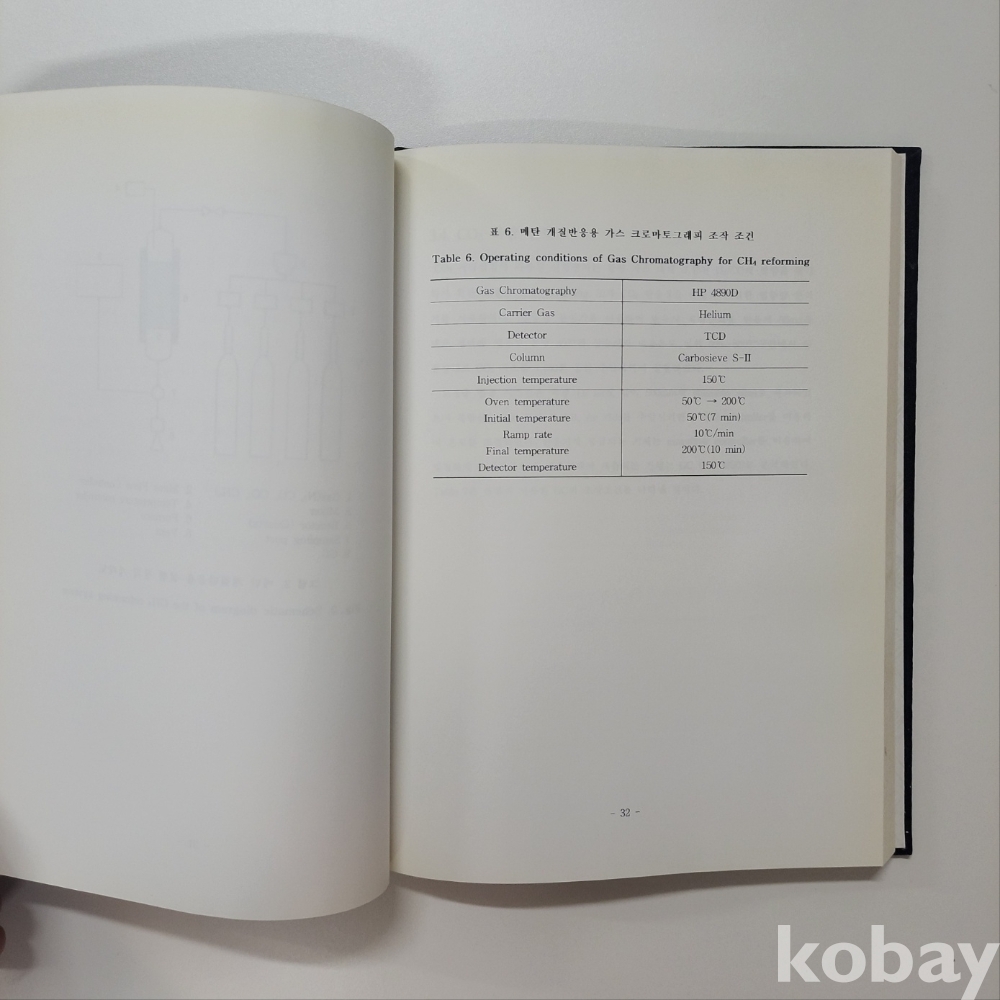 표 6. 메탄 개질반응용 가스 크로마토그래피 조작 조건
Table 6. Operating conditions of Gas Chromatography for CH₄ reforming
Gas Chromatography HP 4890D
Carrier Gas Helium
Detector TCD
Column Carbosieve S-II
Injection temperature 150℃
Oven temperature 50℃ → 200℃
Initial temperature 50℃(7 min)
Ramp rate 10℃/min
Final temperature 200℃(10 min)
Detector temperature 150℃
- 32 -
kobay